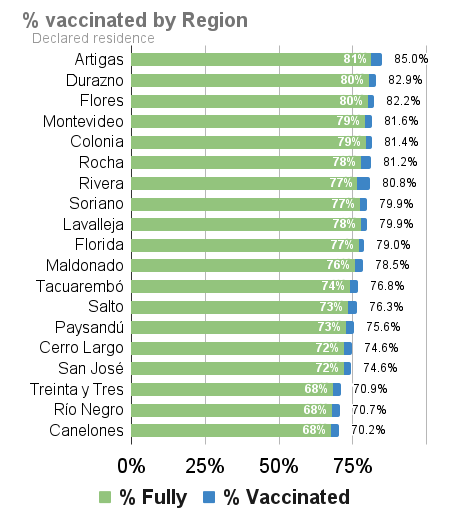 % vaccinated by Region
Declared residence
Artigas 81% 85.0%
Durazno 80% 82.9%
Flores 80% 82.2%
Montevideo 79% 81.6%
Colonia 79% 81.4%
Rocha 78% 81.2%
Rivera 77% 80.8%
Soriano 77% 79.9%
Lavalleja 78% 79.9%
Florida 77% 79.0%
Maldonado 76% 78.5%
Tacuarembó 74% 76.8%
Salto 73% 76.3%
Paysandú 73% 75.6%
Cerro Largo 72% 74.6%
San José 72% 74.6%
Treinta y Tres 68% 70.9%
Río Negro 68% 70.7%
Canelones 68% 70.2%
0% 25% 50% 75%
% Fully % Vaccinated